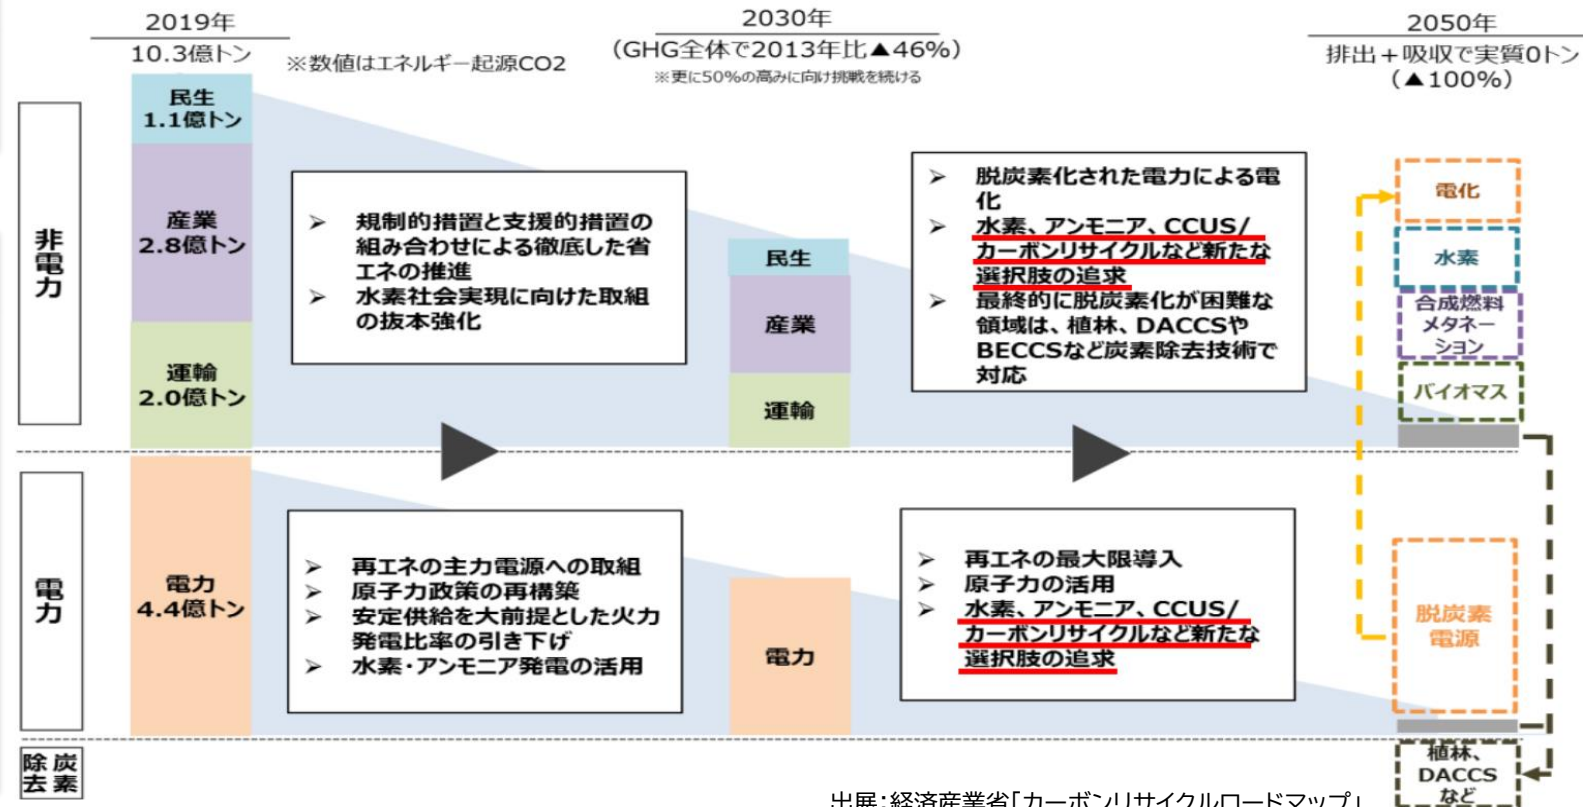 2019年
10.3億トン
※数値はエネルギー起源CO2
2030年
(GHG全体で2013年比▲46%)
※更に50%の高みに向け挑戦を続ける
2050年
排出+吸収で実質0トン
(▲100%)
非電力
民生
1.1億トン
産業
2.8億トン
運輸
2.0億トン
➢ 規制的措置と支援的措置の
組み合わせによる徹底した省
エネの推進
➢ 水素社会実現に向けた取組
の抜本強化
民生
産業
運輸
➢ 脱炭素化された電力による電
化
➢ 水素、アンモニア、CCUS/
カーボンリサイクルなど新たな
選択肢の追求
➢ 最終的に脱炭素化が困難な
領域は、植林、DACCSや
BECCSなど炭素除去技術で
対応
電化
水素
合成燃料
メタネー
ション
バイオマス
電力
電力
4.4億トン
➢ 再エネの主力電源への取組
➢ 原子力政策の再構築
➢ 安定供給を大前提とした火力
発電比率の引き下げ
➢ 水素・アンモニア発電の活用
電力
➢ 再エネの最大限導入
➢ 原子力の活用
➢ 水素、アンモニア、CCUS/
カーボンリサイクルなど新たな
選択肢の追求
脱炭素
電源
炭素
除去
植林、
DACCS
など
出展:経済産業省「カーボンリサイクルロードマップ」